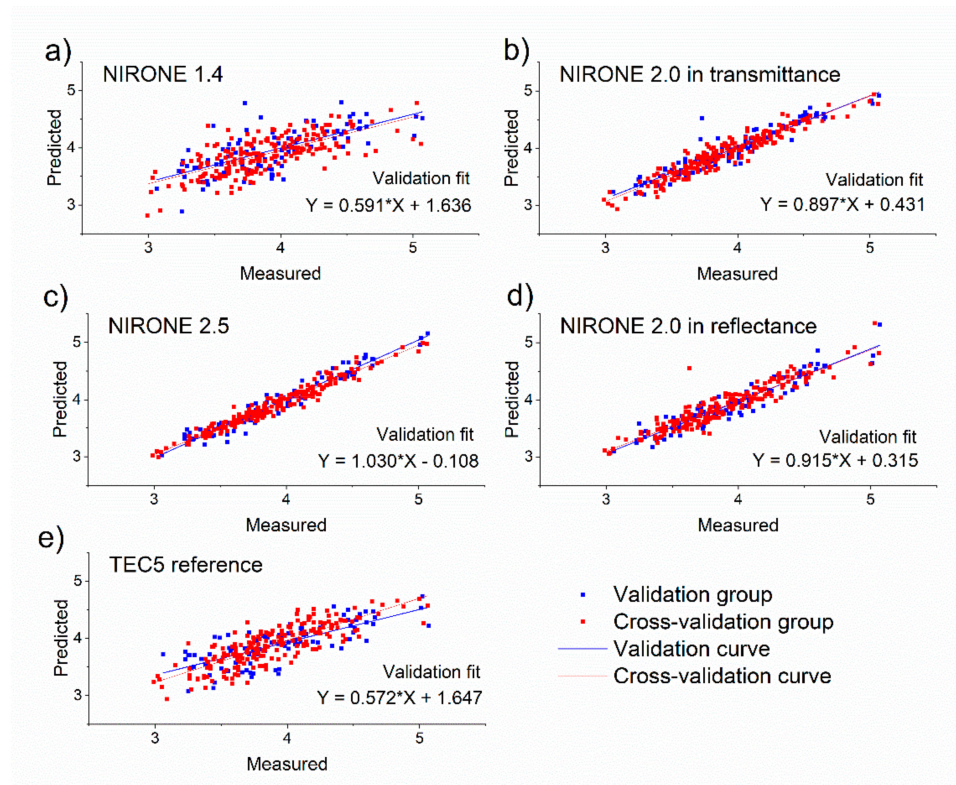 a)
NIRONE 1.4
5
4
3
Predicted
Validation fit
Y = 0.591*X + 1.636
3
4
5
Measured
b)
NIRONE 2.0 in transmittance
5
4
3
Predicted
Validation fit
Y = 0.897*X + 0.431
3
4
5
Measured
c)
NIRONE 2.5
5
4
3
Predicted
Validation fit
Y = 1.030*X - 0.108
3
4
5
Measured
d)
NIRONE 2.0 in reflectance
5
4
3
Predicted
Validation fit
Y = 0.915*X + 0.315
3
4
5
Measured
e)
TEC5 reference
5
4
3
Predicted
Validation fit
Y = 0.572*X + 1.647
3
4
5
Measured
Validation group
Cross-validation group
Validation curve
Cross-validation curve